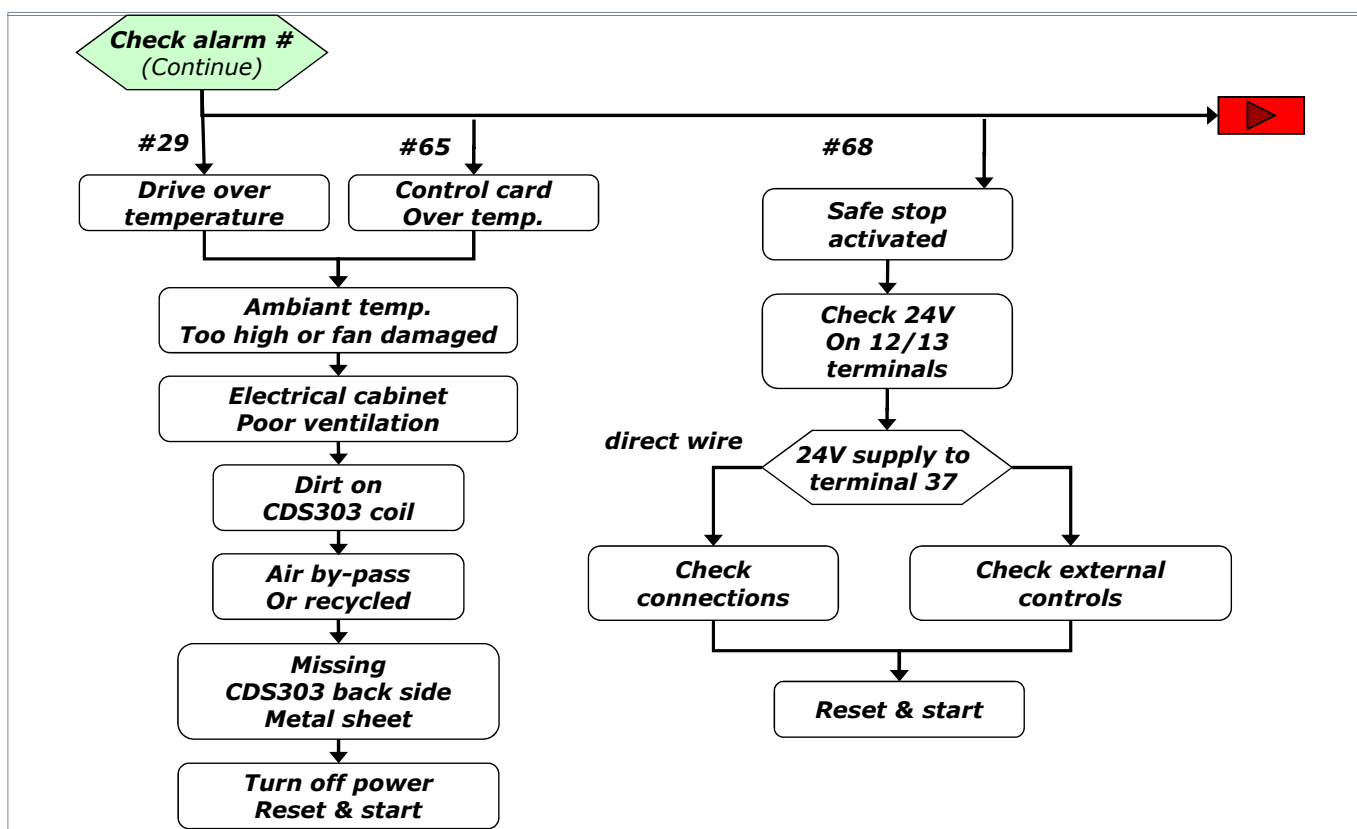 Check alarm #
(Continue)
#29
#65
#68
Drive over
temperature
Control card
Over temp.
Safe stop
activated
Ambiant temp.
Too high or fan damaged
Check 24V
On 12/13
terminals
Electrical cabinet
Poor ventilation
direct wire
24V supply to
terminal 37
Dirt on
CDS303 coil
Air by-pass
Or recycled
Check
connections
Check external
controls
Missing
CDS303 back side
Metal sheet
Reset & start
Turn off power
Reset & start